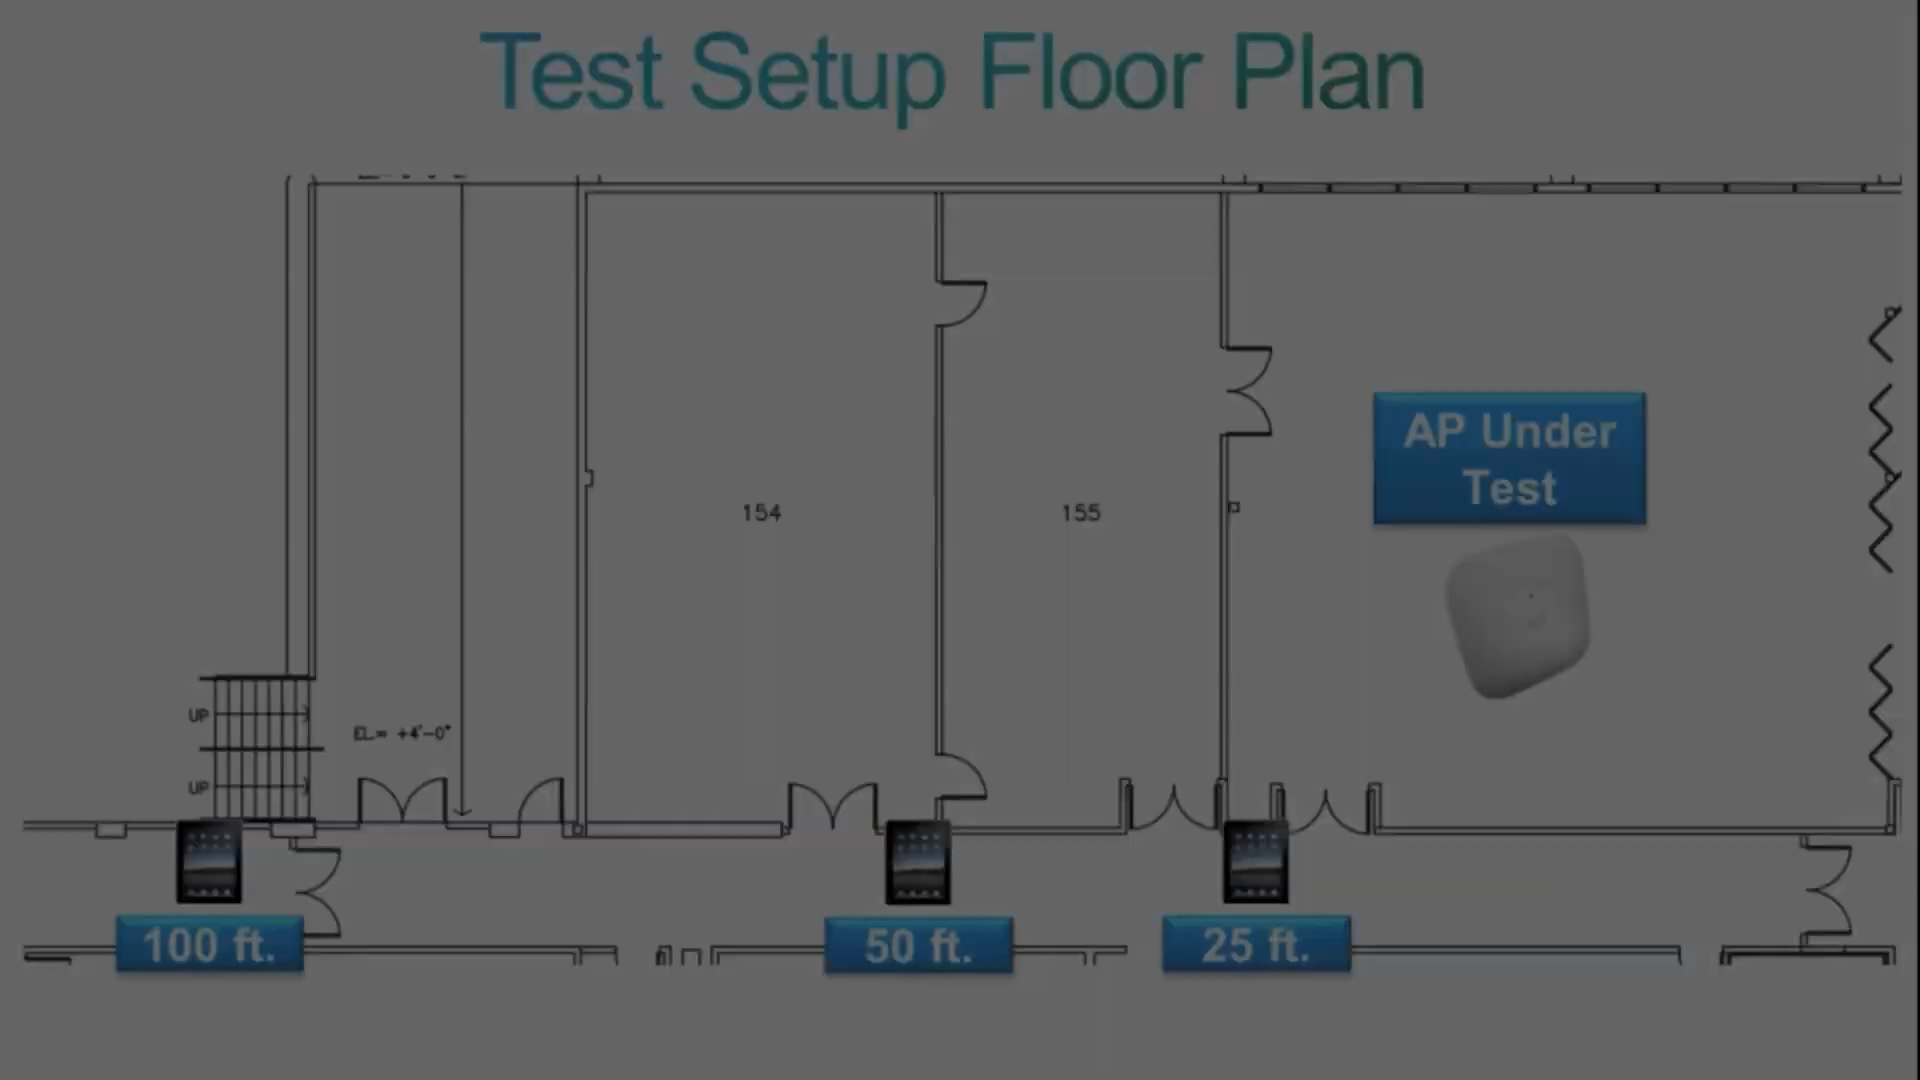 Test Setup Floor Plan
AP Under
Test
154
155
UP
EL.= +4'-0"
UP
100 ft.
50 ft.
25 ft.